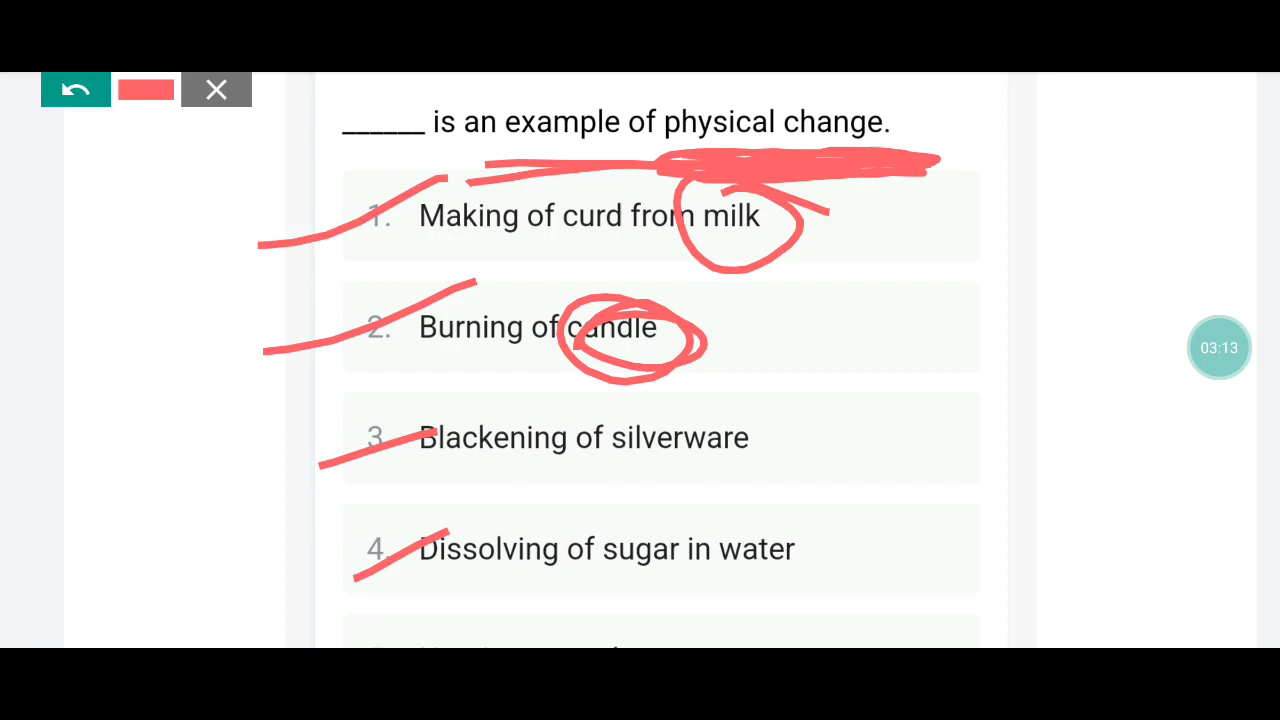 ______ is an example of physical change.
1. Making of curd from milk
2. Burning of candle
3. Blackening of silverware
4. Dissolving of sugar in water
03:13